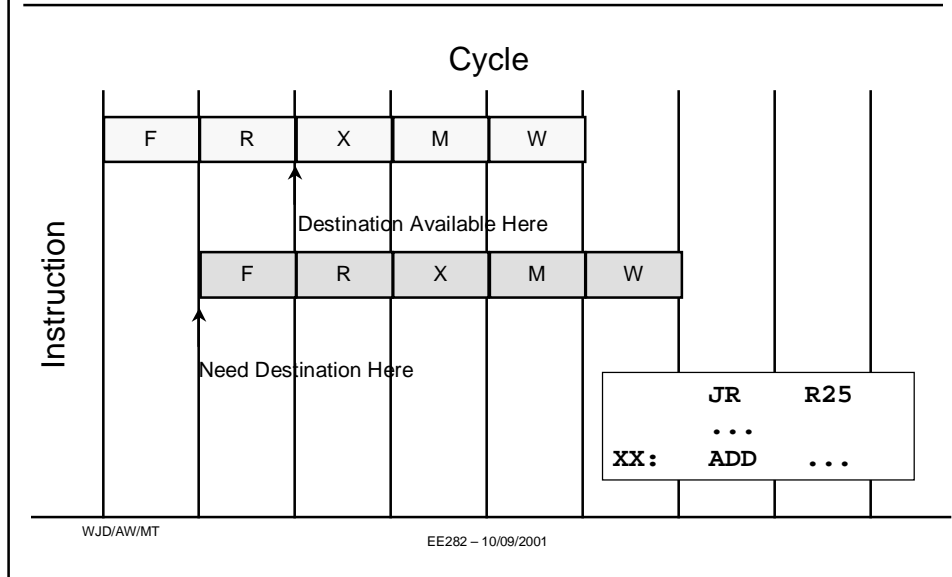 Cycle
F R X M W
Destination Available Here
Instruction
F R X M W
Need Destination Here
JR R25
...
XX: ADD ...
WJD/AW/MT
EE282 – 10/09/2001